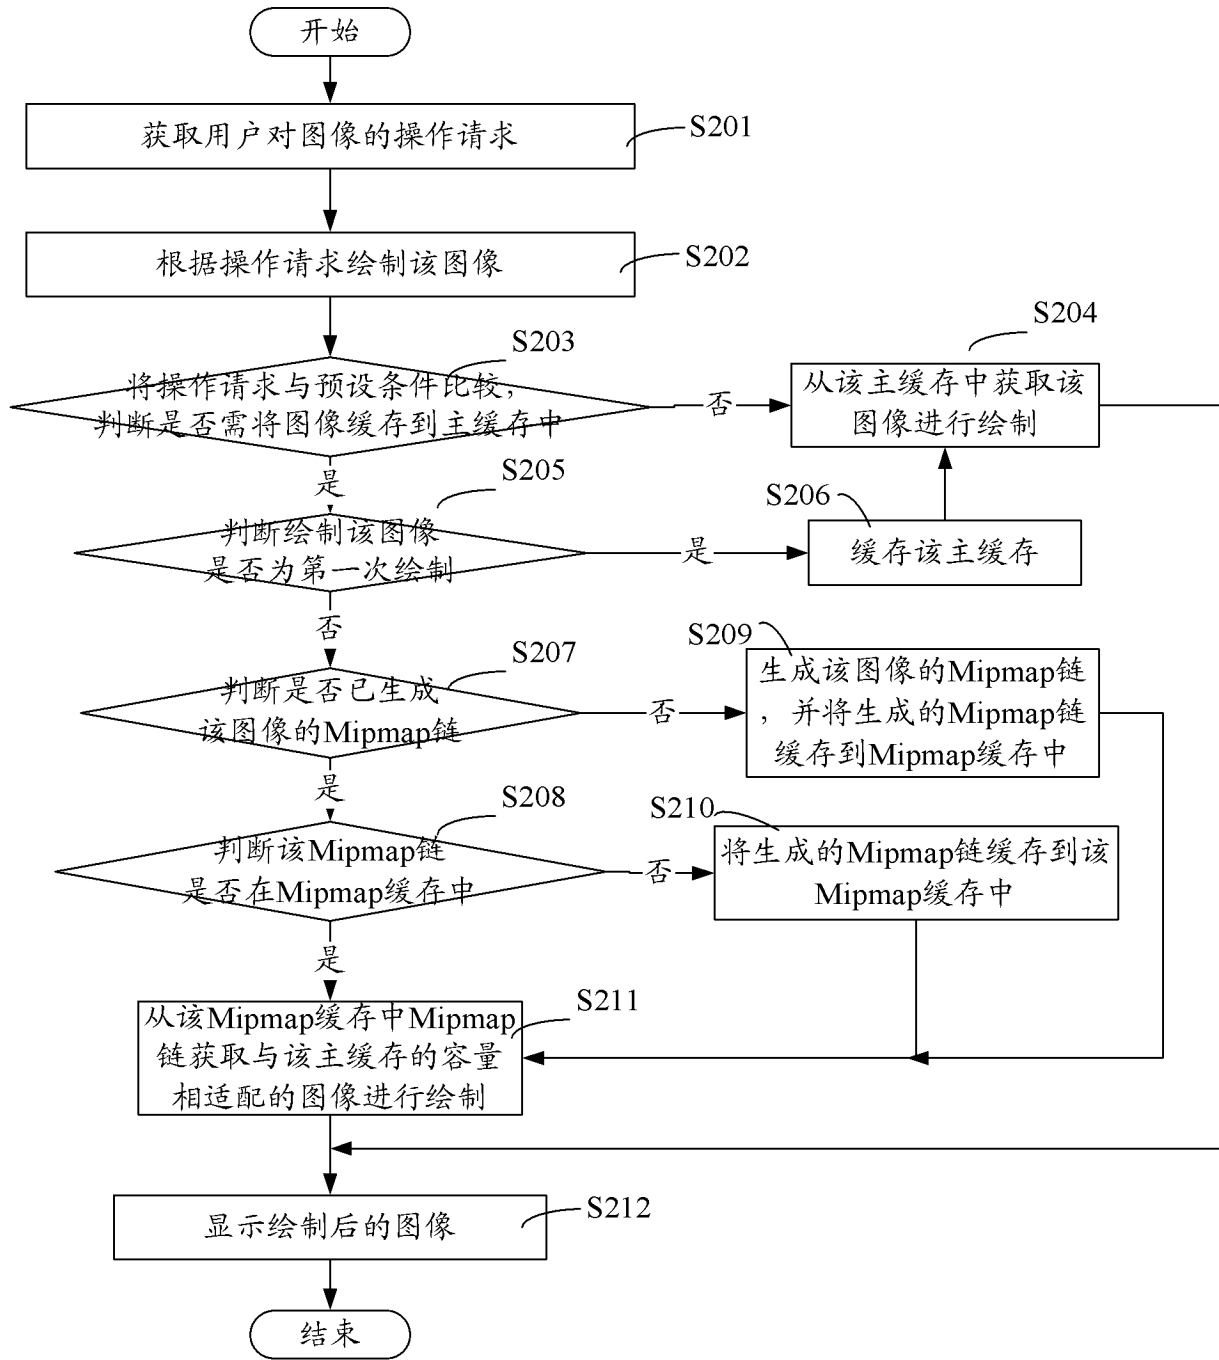 开始
获取用户对图像的操作请求
S201
根据操作请求绘制该图像
S202
将操作请求与预设条件比较，
判断是否需将图像缓存到主缓存中
S203
否
从该主缓存中获取该
图像进行绘制
S204
是
判断绘制该图像
是否为第一次绘制
S205
是
缓存该主缓存
S206
否
判断是否已生成
该图像的Mipmap链
S207
否
生成该图像的Mipmap链
，并将生成的Mipmap链
缓存到Mipmap缓存中
S209
是
判断该Mipmap链
是否在Mipmap缓存中
S208
否
将生成的Mipmap链缓存到该
Mipmap缓存中
S210
是
从该Mipmap缓存中Mipmap
链获取与该主缓存的容量
相适配的图像进行绘制
S211
显示绘制后的图像
S212
结束